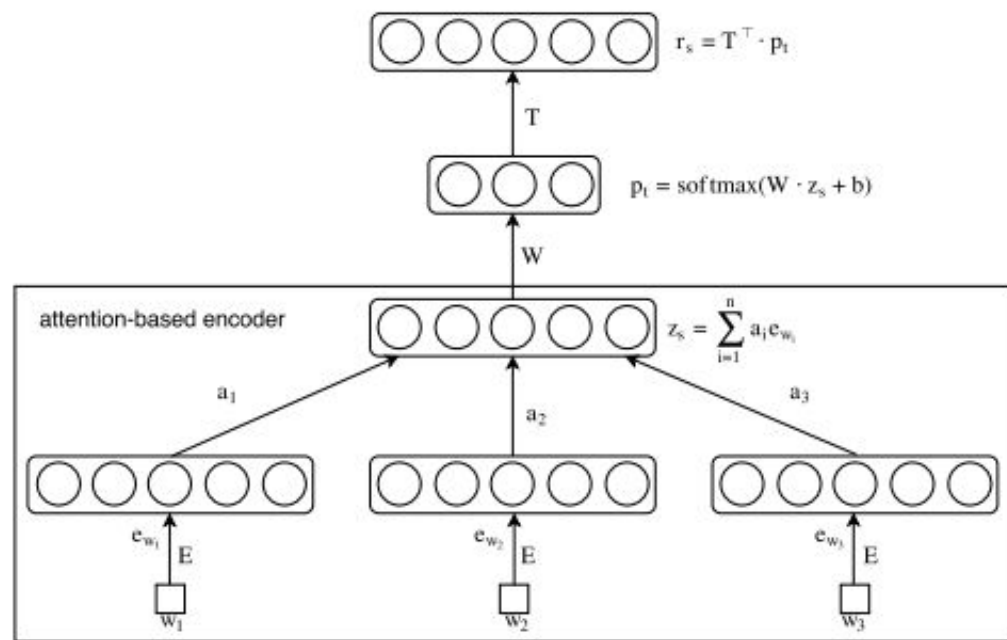 r_s = T^⊤ · p_t
T
p_t = softmax(W · z_s + b)
W
attention-based encoder
z_s = ∑_{i=1}^{n} a_i e_{w_i}
a_1
a_2
a_3
e_{w_1} E
e_{w_2} E
e_{w_3} E
w_1
w_2
w_3